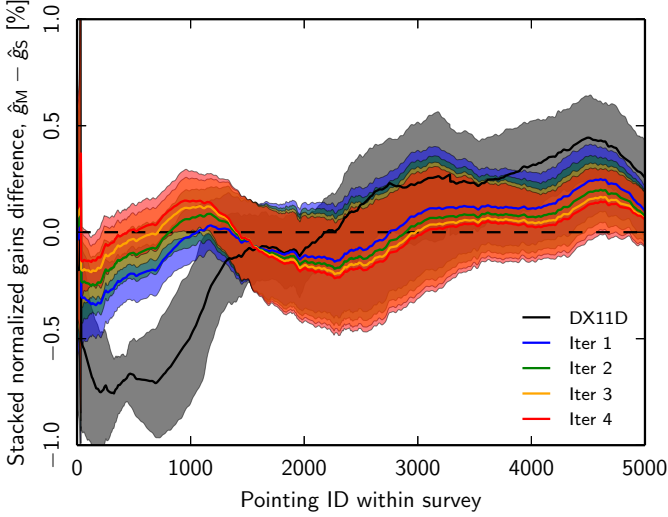 Stacked normalized gains difference, ĝ_M − ĝ_S [%]
1.0
0.5
0.0
−0.5
−1.0
DX11D
Iter 1
Iter 2
Iter 3
Iter 4
0 1000 2000 3000 4000 5000
Pointing ID within survey